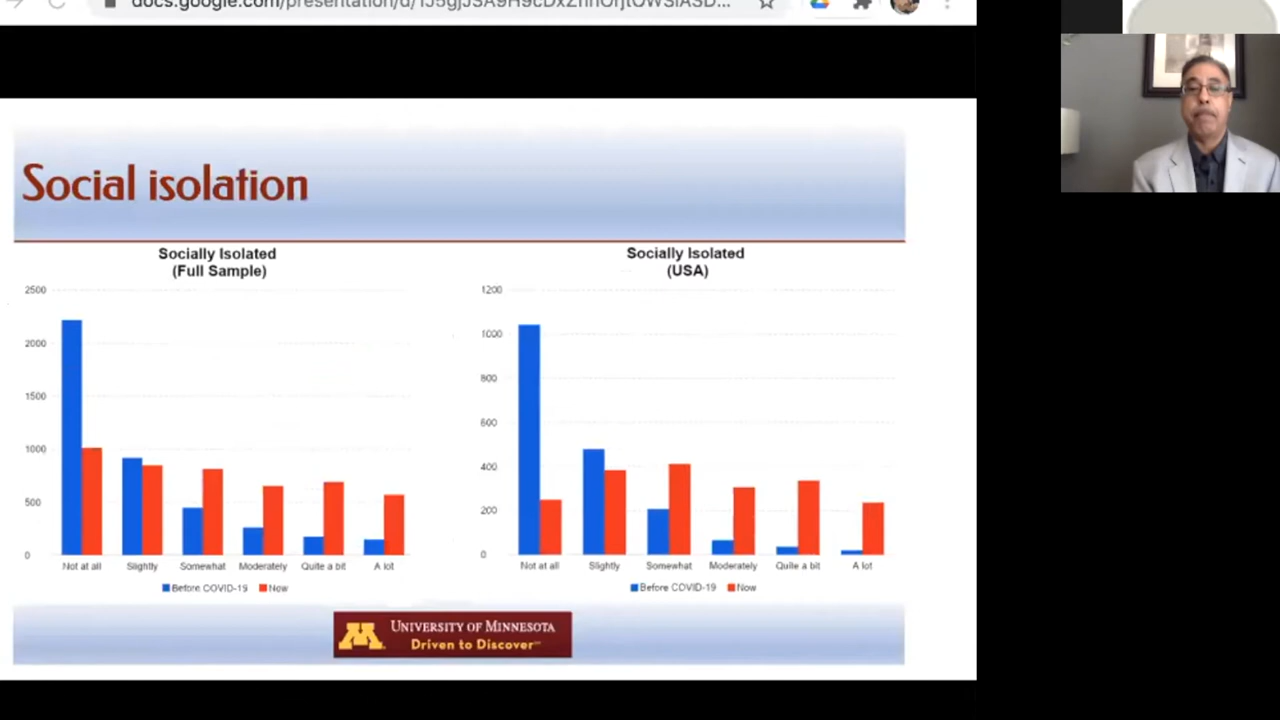 Social isolation
Socially Isolated
(Full Sample)
2500
2000
1500
1000
500
0
Not at all Slightly Somewhat Moderately Quite a bit A lot
Before COVID-19 Now
Socially Isolated
(USA)
1200
1000
800
600
400
200
0
Not at all Slightly Somewhat Moderately Quite a bit A lot
Before COVID-19 Now
UNIVERSITY OF MINNESOTA
Driven to Discover